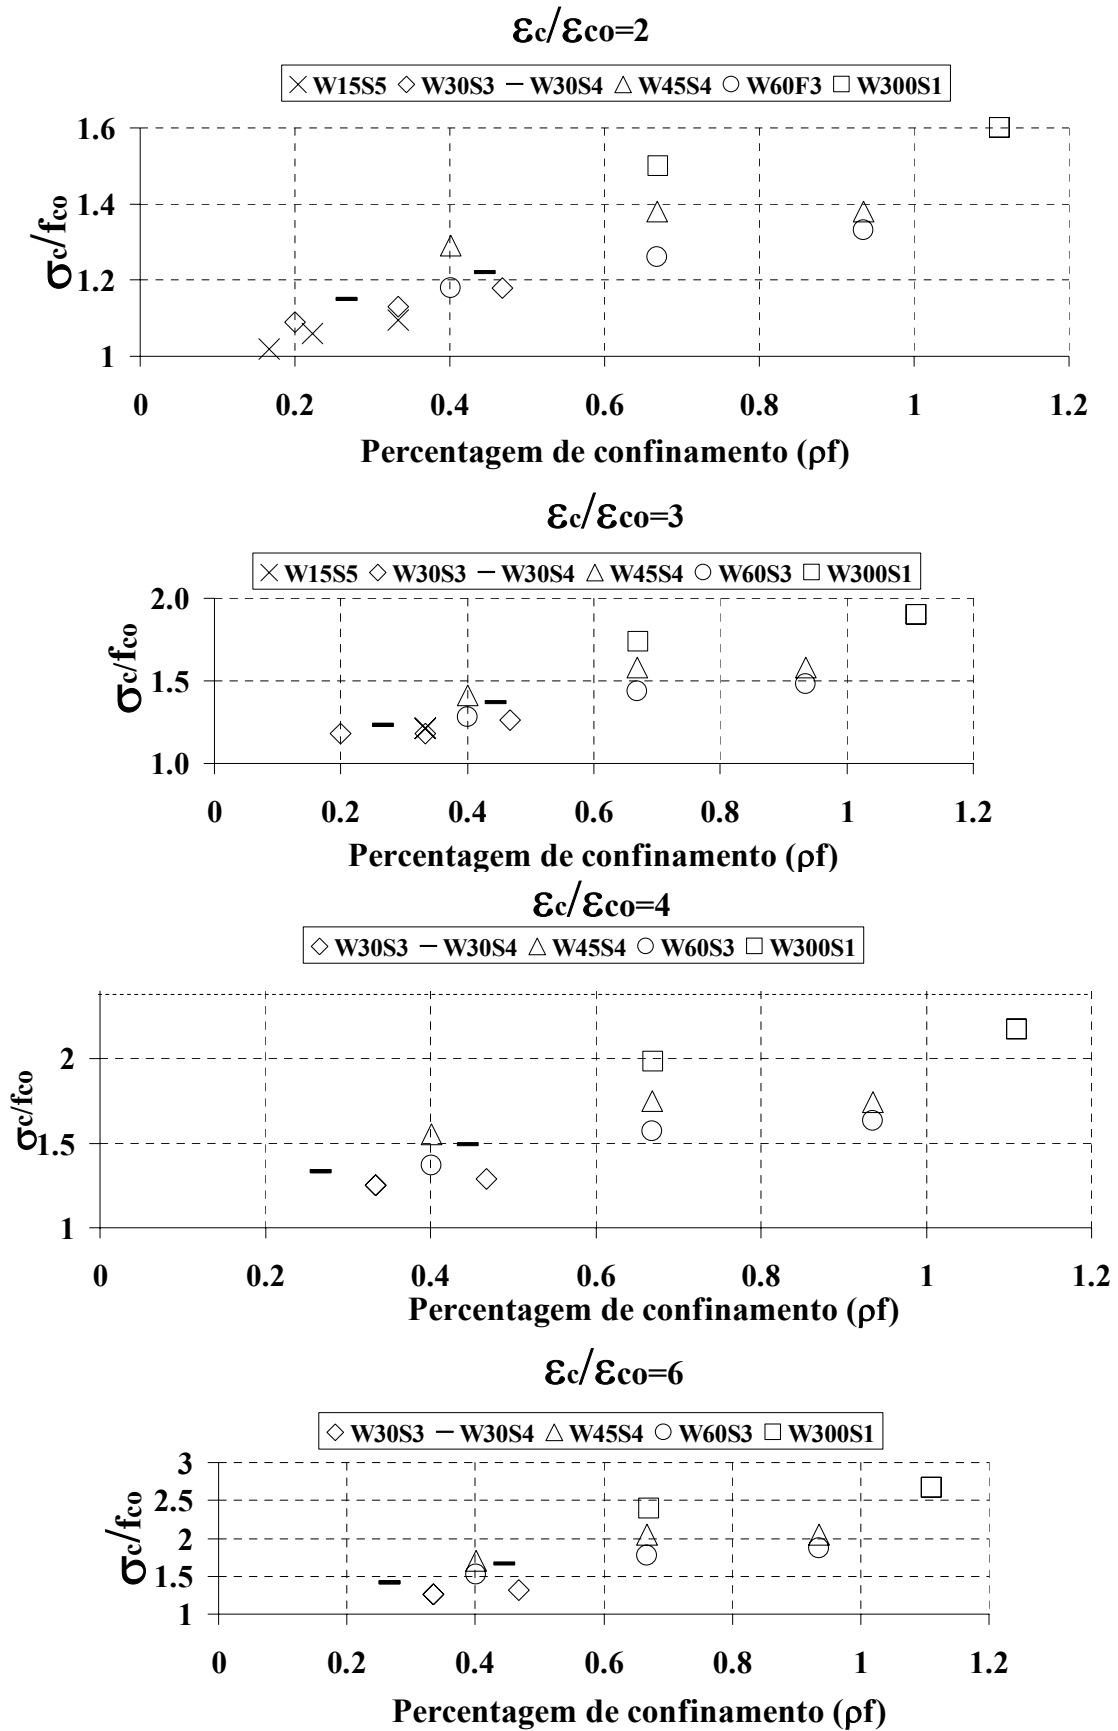 εc/εco=2
W15S5 W30S3 W30S4 W45S4 W60F3 W300S1
σc/fco
1.6
1.4
1.2
1
0 0.2 0.4 0.6 0.8 1 1.2
Percentagem de confinamento (ρf)
εc/εco=3
W15S5 W30S3 W30S4 W45S4 W60S3 W300S1
σc/fco
2.0
1.5
1.0
0 0.2 0.4 0.6 0.8 1 1.2
Percentagem de confinamento (ρf)
εc/εco=4
W30S3 W30S4 W45S4 W60S3 W300S1
σc/fco
2
1.5
1
0 0.2 0.4 0.6 0.8 1 1.2
Percentagem de confinamento (ρf)
εc/εco=6
W30S3 W30S4 W45S4 W60S3 W300S1
σc/fco
3
2.5
2
1.5
1
0 0.2 0.4 0.6 0.8 1 1.2
Percentagem de confinamento (ρf)